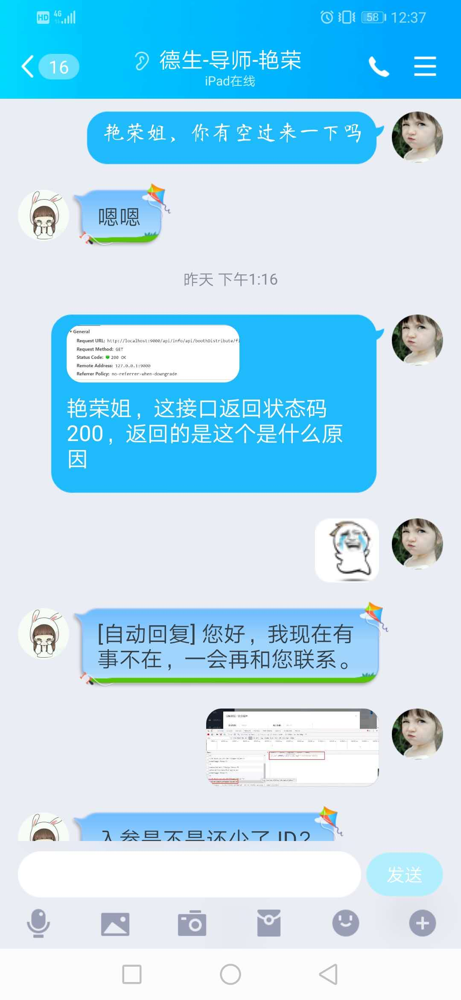 HD 4G 58 12:37
16
德生-导师-艳荣
iPad在线
艳荣姐、你有空过来一下吗
嗯嗯
昨天 下午1:16
General
Request URL: http://localhost:9000/api/info/api/boothDistribute/fi
Request Method: GET
Status Code: 200 OK
Remote Address: 127.0.0.1:9000
Referrer Policy: no-referrer-when-downgrade
艳荣姐，这接口返回状态码
200，返回的是这个是什么原
因
[自动回复] 您好，我现在有
事不在，一会再和您联系。
入参是不是还少了ID？
发送